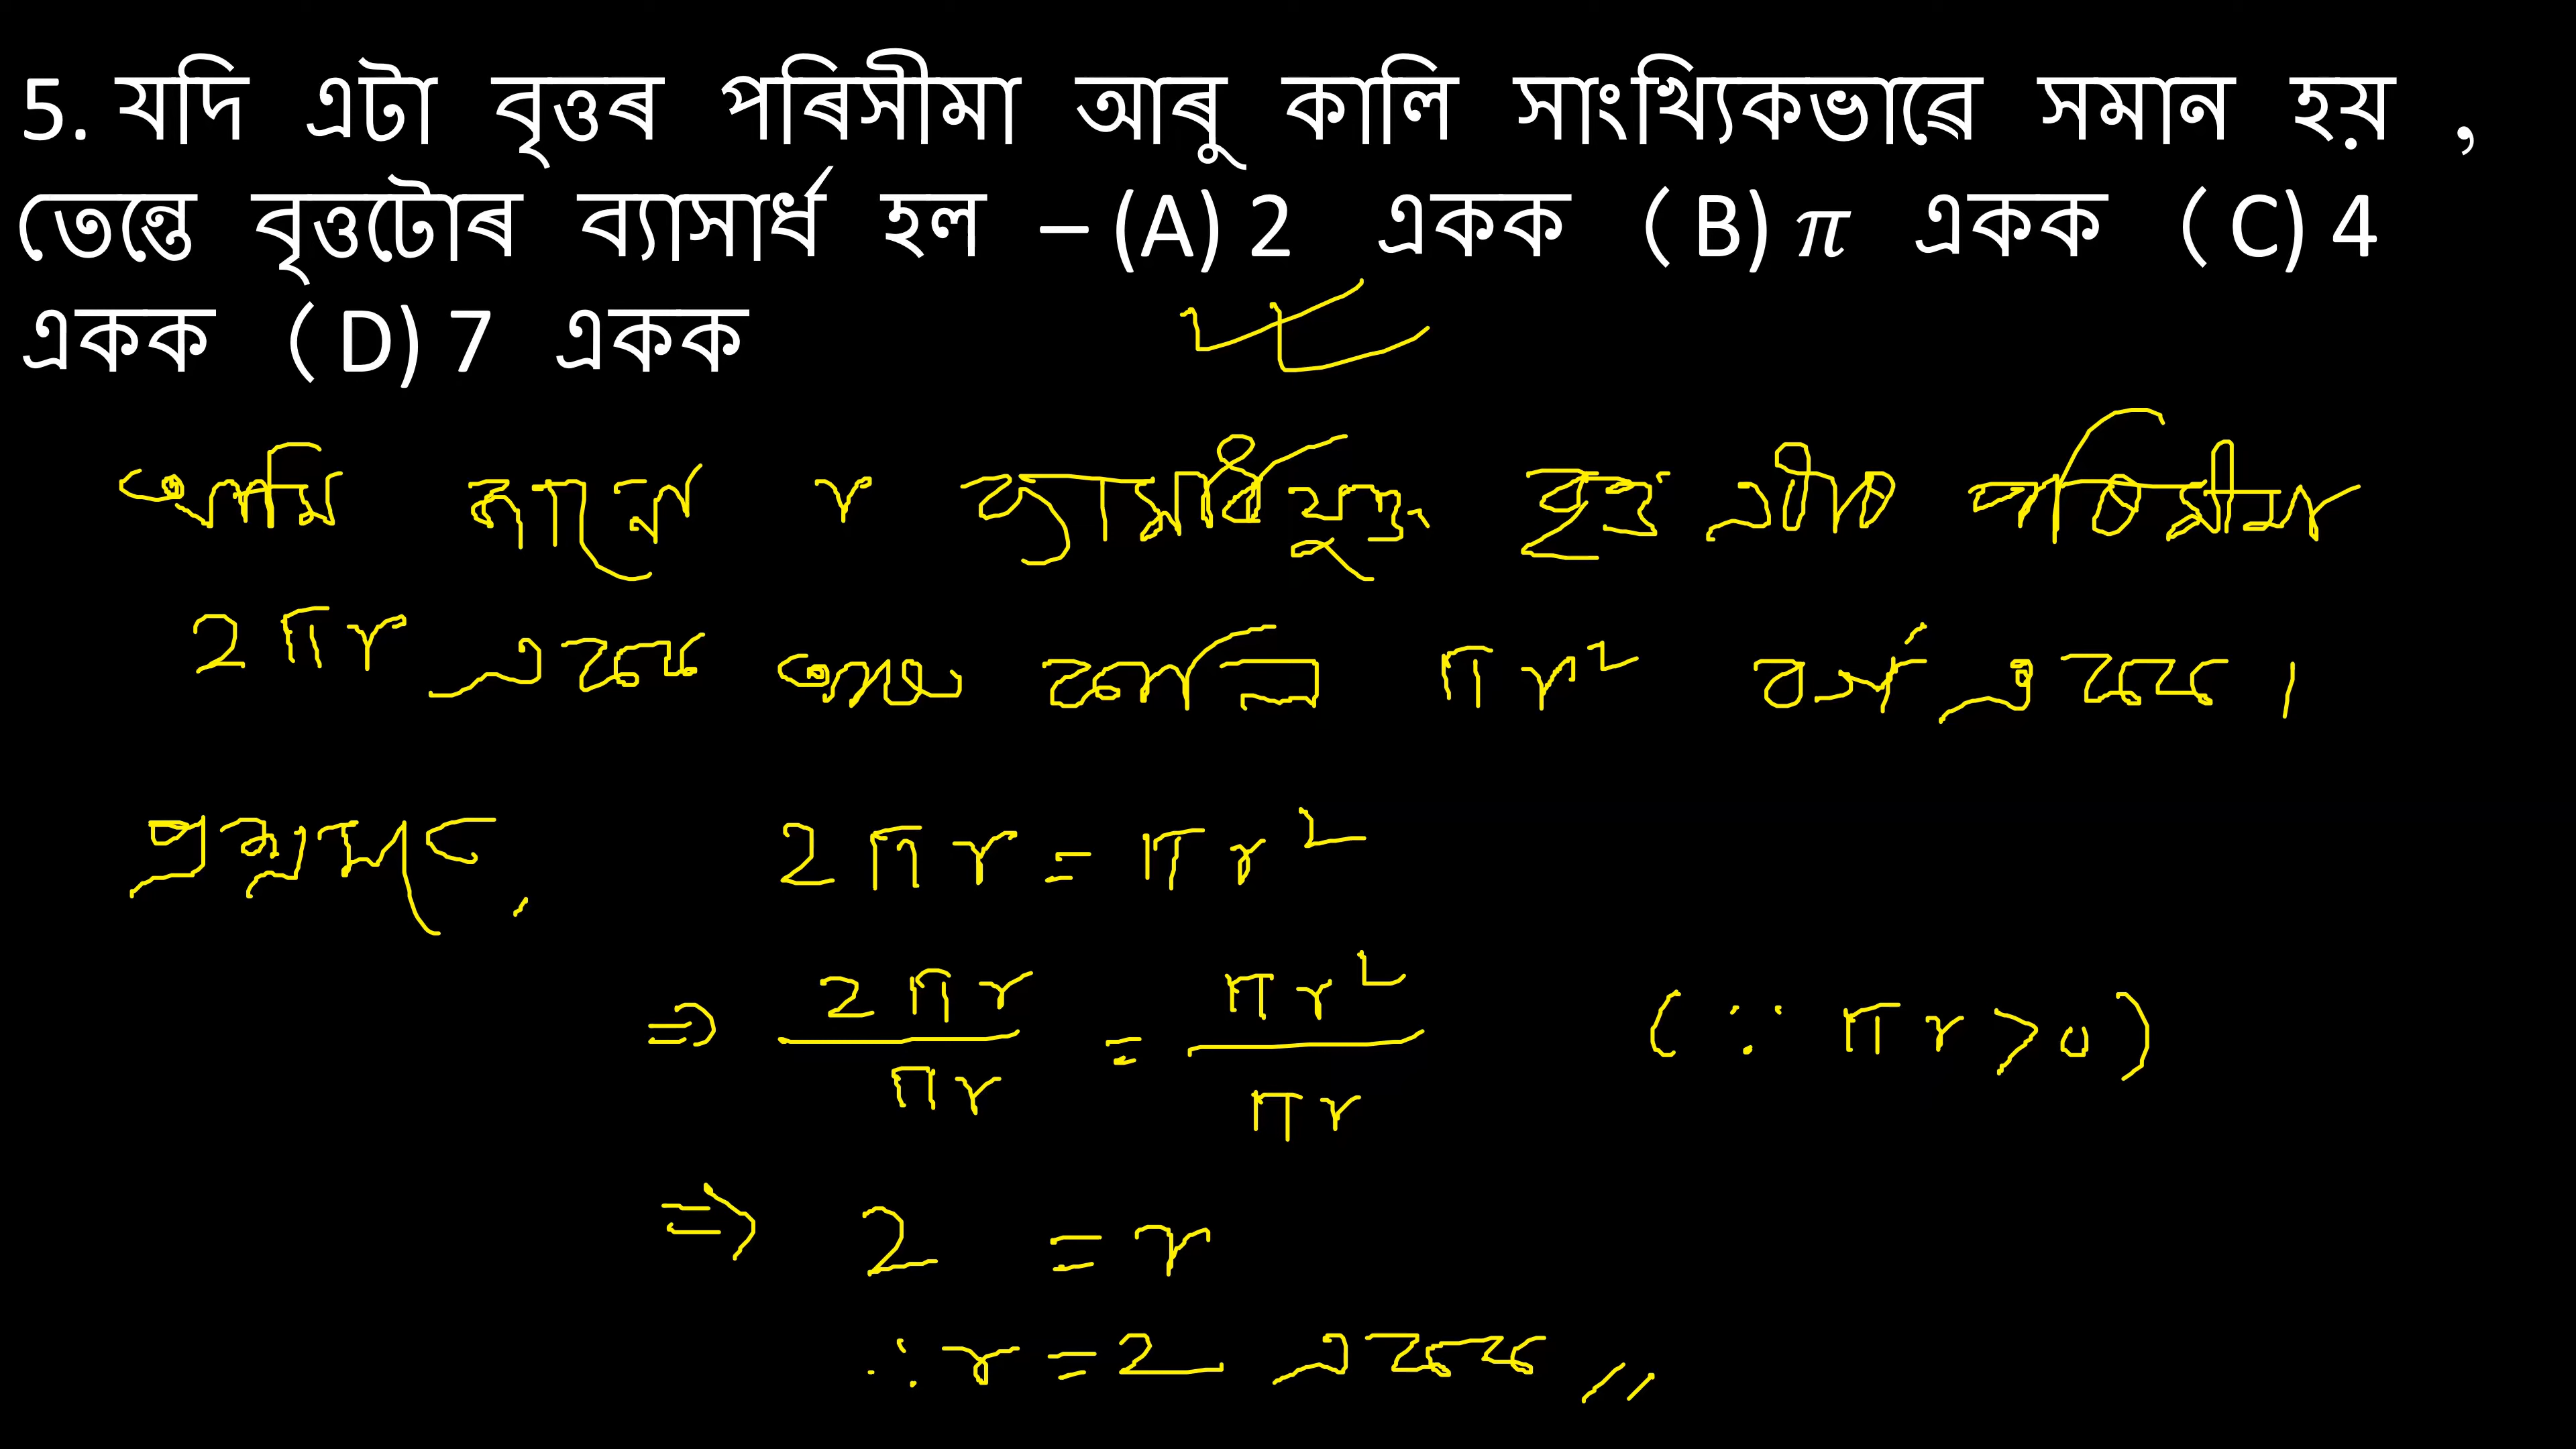 5. যদি এটা বৃত্তৰ পৰিসীমা আৰু কালি সাংখ্যিকভাৱে সমান হয় ,
তেন্তে বৃত্তটোৰ ব্যাসাৰ্ধ হল – (A) 2 একক ( B) π একক ( C) 4
একক ( D) 7 একক
আমি জানো r ব্যাসাৰ্ধযুক্ত বৃত্ত এটাৰ পৰিসীমা
2πr একক আৰু কালি πr² বৰ্গ একক ।
প্ৰশ্নমতে, 2πr = πr²
⇒ 2πr / πr = πr² / πr (∵ πr > 0)
⇒ 2 = r
∴ r = 2 একক //